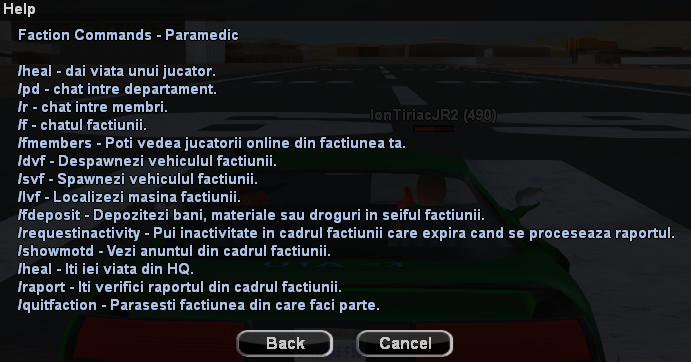 Help
Faction Commands - Paramedic
/heal - dai viata unui jucator.
/pd - chat intre departament.
/r - chat intre membri.
/f - chatul factiunii.
/fmembers - Poti vedea jucatorii online din factiunea ta.
/dvf - Despawnezi vehiculul factiunii.
/svf - Spawnezi vehiculul factiunii.
/lvf - Localizezi masina factiunii.
/fdeposit - Depozitezi bani, materiale sau droguri in seiful factiunii.
/requestinactivity - Pui inactivitate in cadrul factiunii care expira cand se proceseaza raportul.
/showmotd - Vezi anuntul din cadrul factiunii.
/heal - Iti iei viata din HQ.
/raport - Iti verifici raportul din cadrul factiunii.
/quitfaction - Parasesti factiunea din care faci parte.
IonTiriacJR2 (490)
Back
Cancel